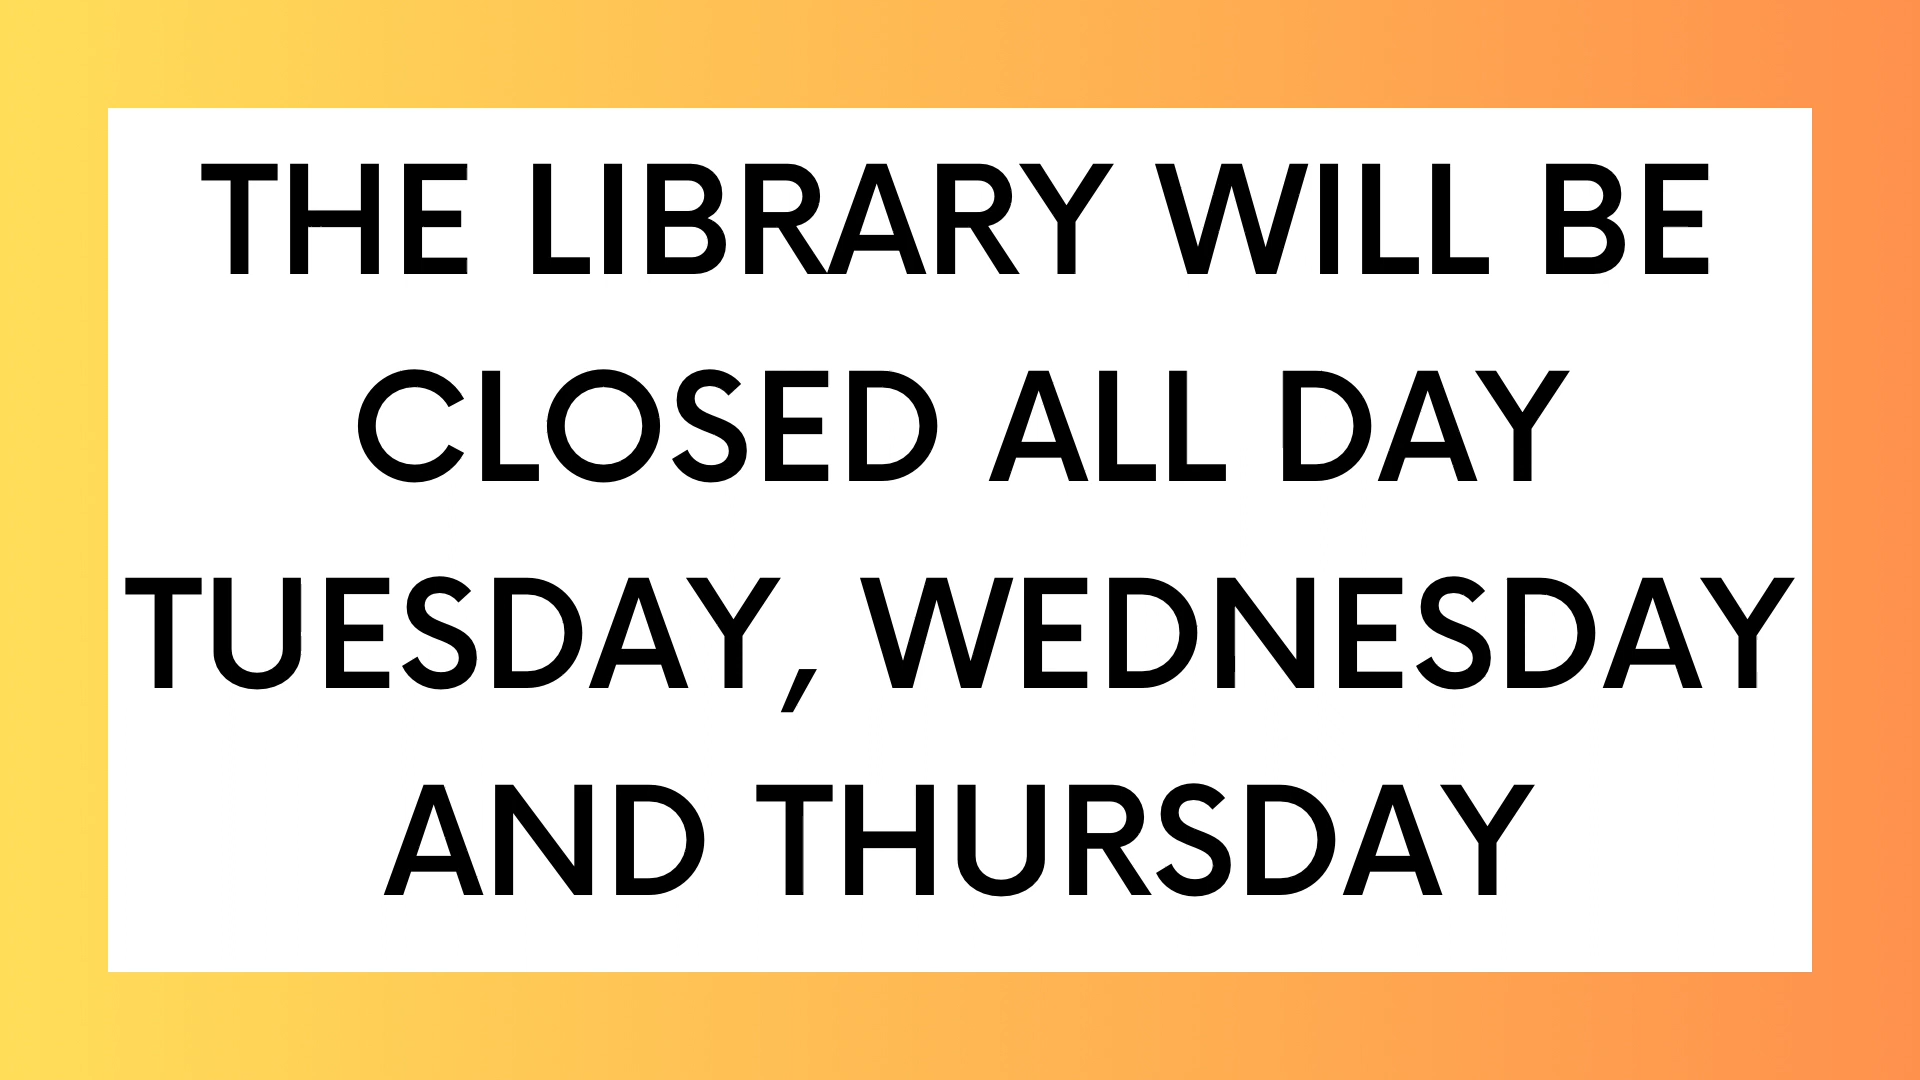 THE LIBRARY WILL BE
CLOSED ALL DAY
TUESDAY, WEDNESDAY
AND THURSDAY